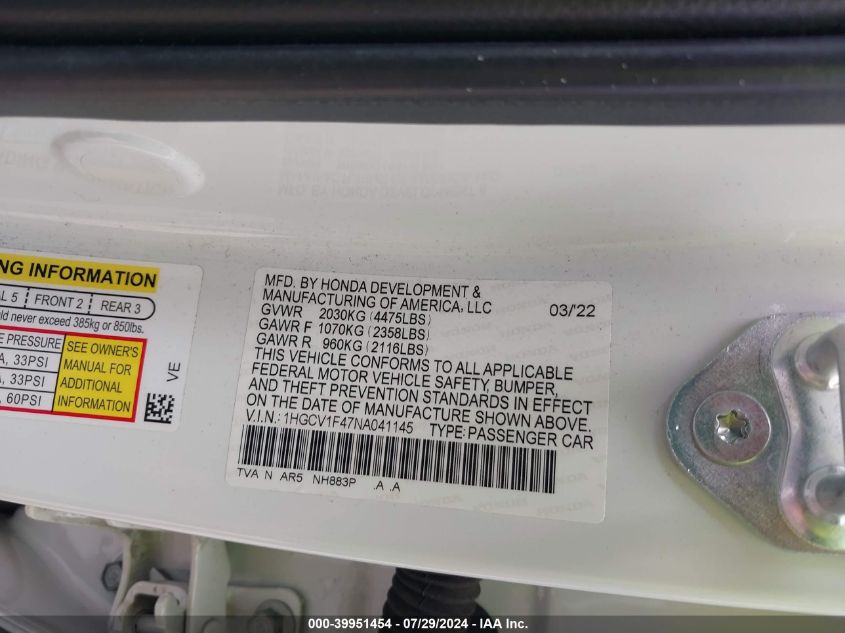 NG INFORMATION
AL 5 FRONT 2 REAR 3
uld never exceed 385kg or 850lbs.
E PRESSURE
A, 33PSI
A, 33PSI
, 60PSI
SEE OWNER'S
MANUAL FOR
ADDITIONAL
INFORMATION
VE
MFD. BY HONDA DEVELOPMENT &
MANUFACTURING OF AMERICA, LLC 03/'22
GVWR 2030KG (4475LBS)
GAWR F 1070KG (2358LBS)
GAWR R 960KG (2116LBS)
THIS VEHICLE CONFORMS TO ALL APPLICABLE
FEDERAL MOTOR VEHICLE SAFETY, BUMPER,
AND THEFT PREVENTION STANDARDS IN EFFECT
ON THE DATE OF MANUFACTURE SHOWN ABOVE.
V.I.N.: 1HGCV1F47NA041145 TYPE:PASSENGER CAR
TVA N AR5 NH883P .A .A
000-39951454 - 07/29/2024 - IAA Inc.